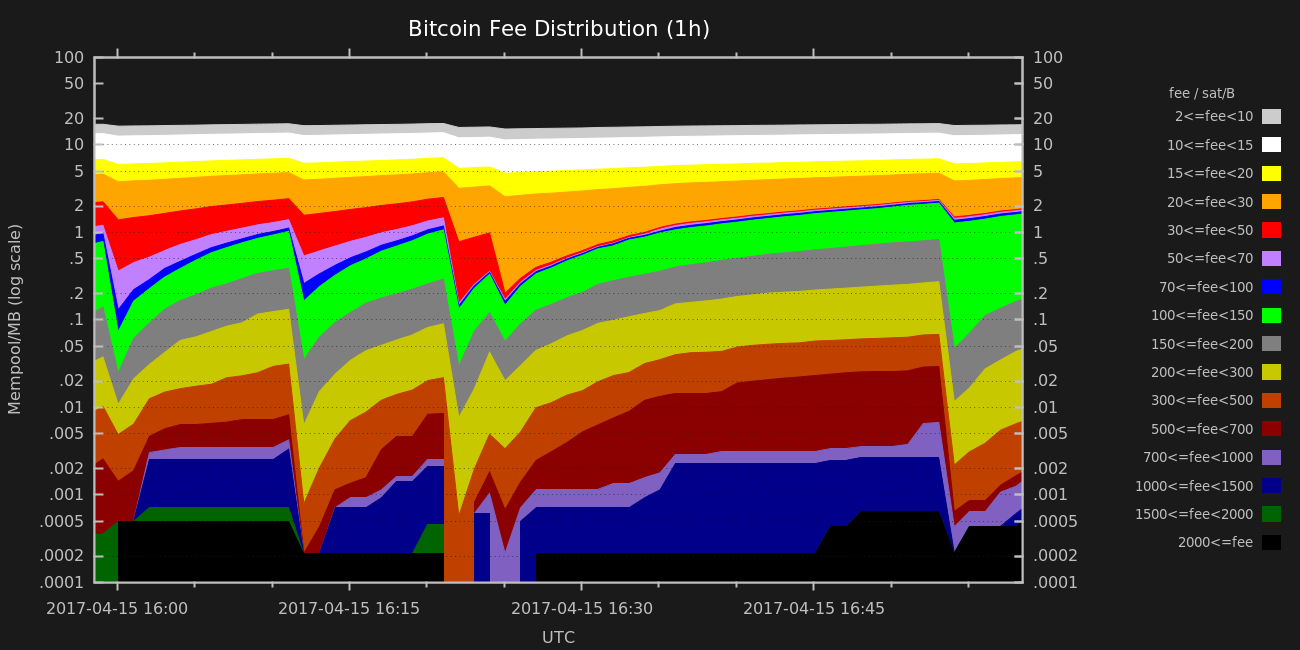 Bitcoin Fee Distribution (1h)
Mempool/MB (log scale)
100
50
20
10
5
2
1
.5
.2
.1
.05
.02
.01
.005
.002
.001
.0005
.0002
.0001
100
50
20
10
5
2
1
.5
.2
.1
.05
.02
.01
.005
.002
.001
.0005
.0002
.0001
2017-04-15 16:00
2017-04-15 16:15
2017-04-15 16:30
2017-04-15 16:45
UTC
fee / sat/B
2<=fee<10
10<=fee<15
15<=fee<20
20<=fee<30
30<=fee<50
50<=fee<70
70<=fee<100
100<=fee<150
150<=fee<200
200<=fee<300
300<=fee<500
500<=fee<700
700<=fee<1000
1000<=fee<1500
1500<=fee<2000
2000<=fee